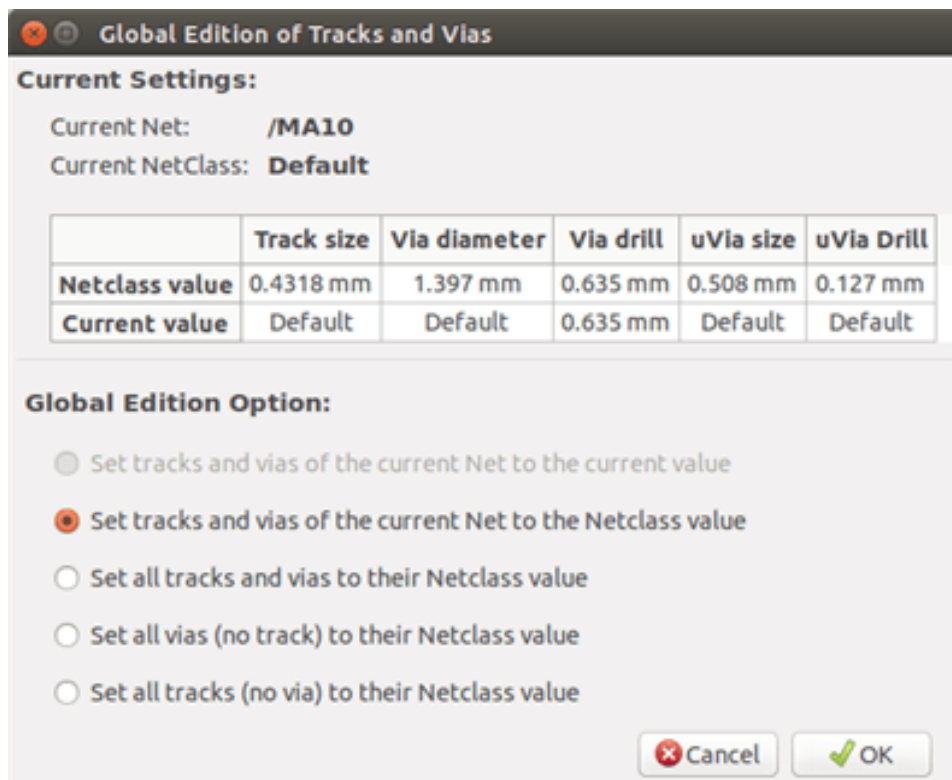 Global Edition of Tracks and Vias
Current Settings:
Current Net: /MA10
Current NetClass: Default
Track size Via diameter Via drill uVia size uVia Drill
Netclass value 0.4318 mm 1.397 mm 0.635 mm 0.508 mm 0.127 mm
Current value Default Default 0.635 mm Default Default
Global Edition Option:
Set tracks and vias of the current Net to the current value
Set tracks and vias of the current Net to the Netclass value
Set all tracks and vias to their Netclass value
Set all vias (no track) to their Netclass value
Set all tracks (no via) to their Netclass value
Cancel OK